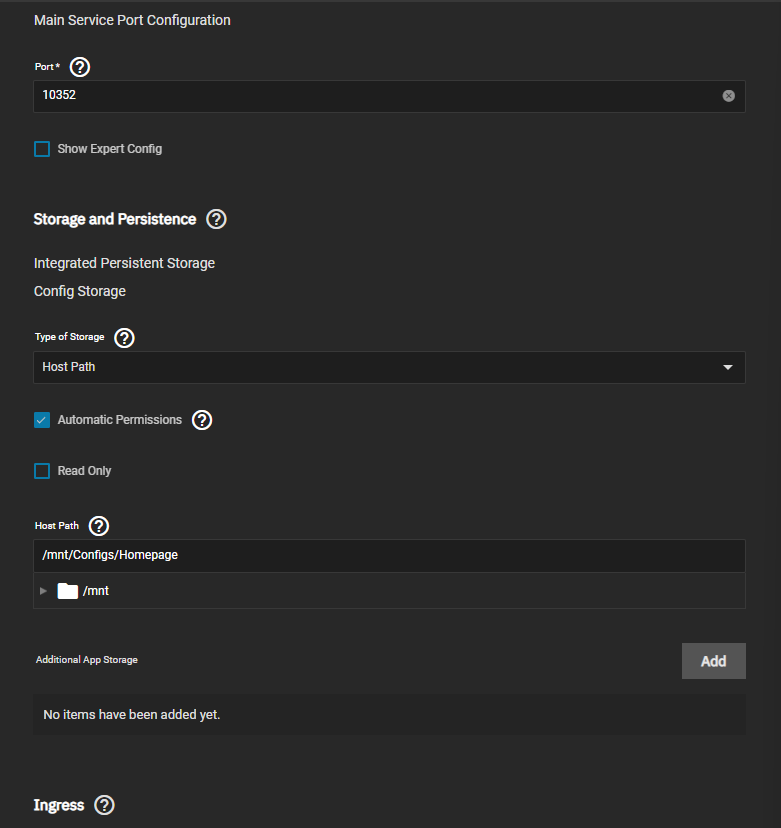 Main Service Port Configuration
Port *
10352
Show Expert Config
Storage and Persistence
Integrated Persistent Storage
Config Storage
Type of Storage
Host Path
Automatic Permissions
Read Only
Host Path
/mnt/Configs/Homepage
/mnt
Additional App Storage
Add
No items have been added yet.
Ingress